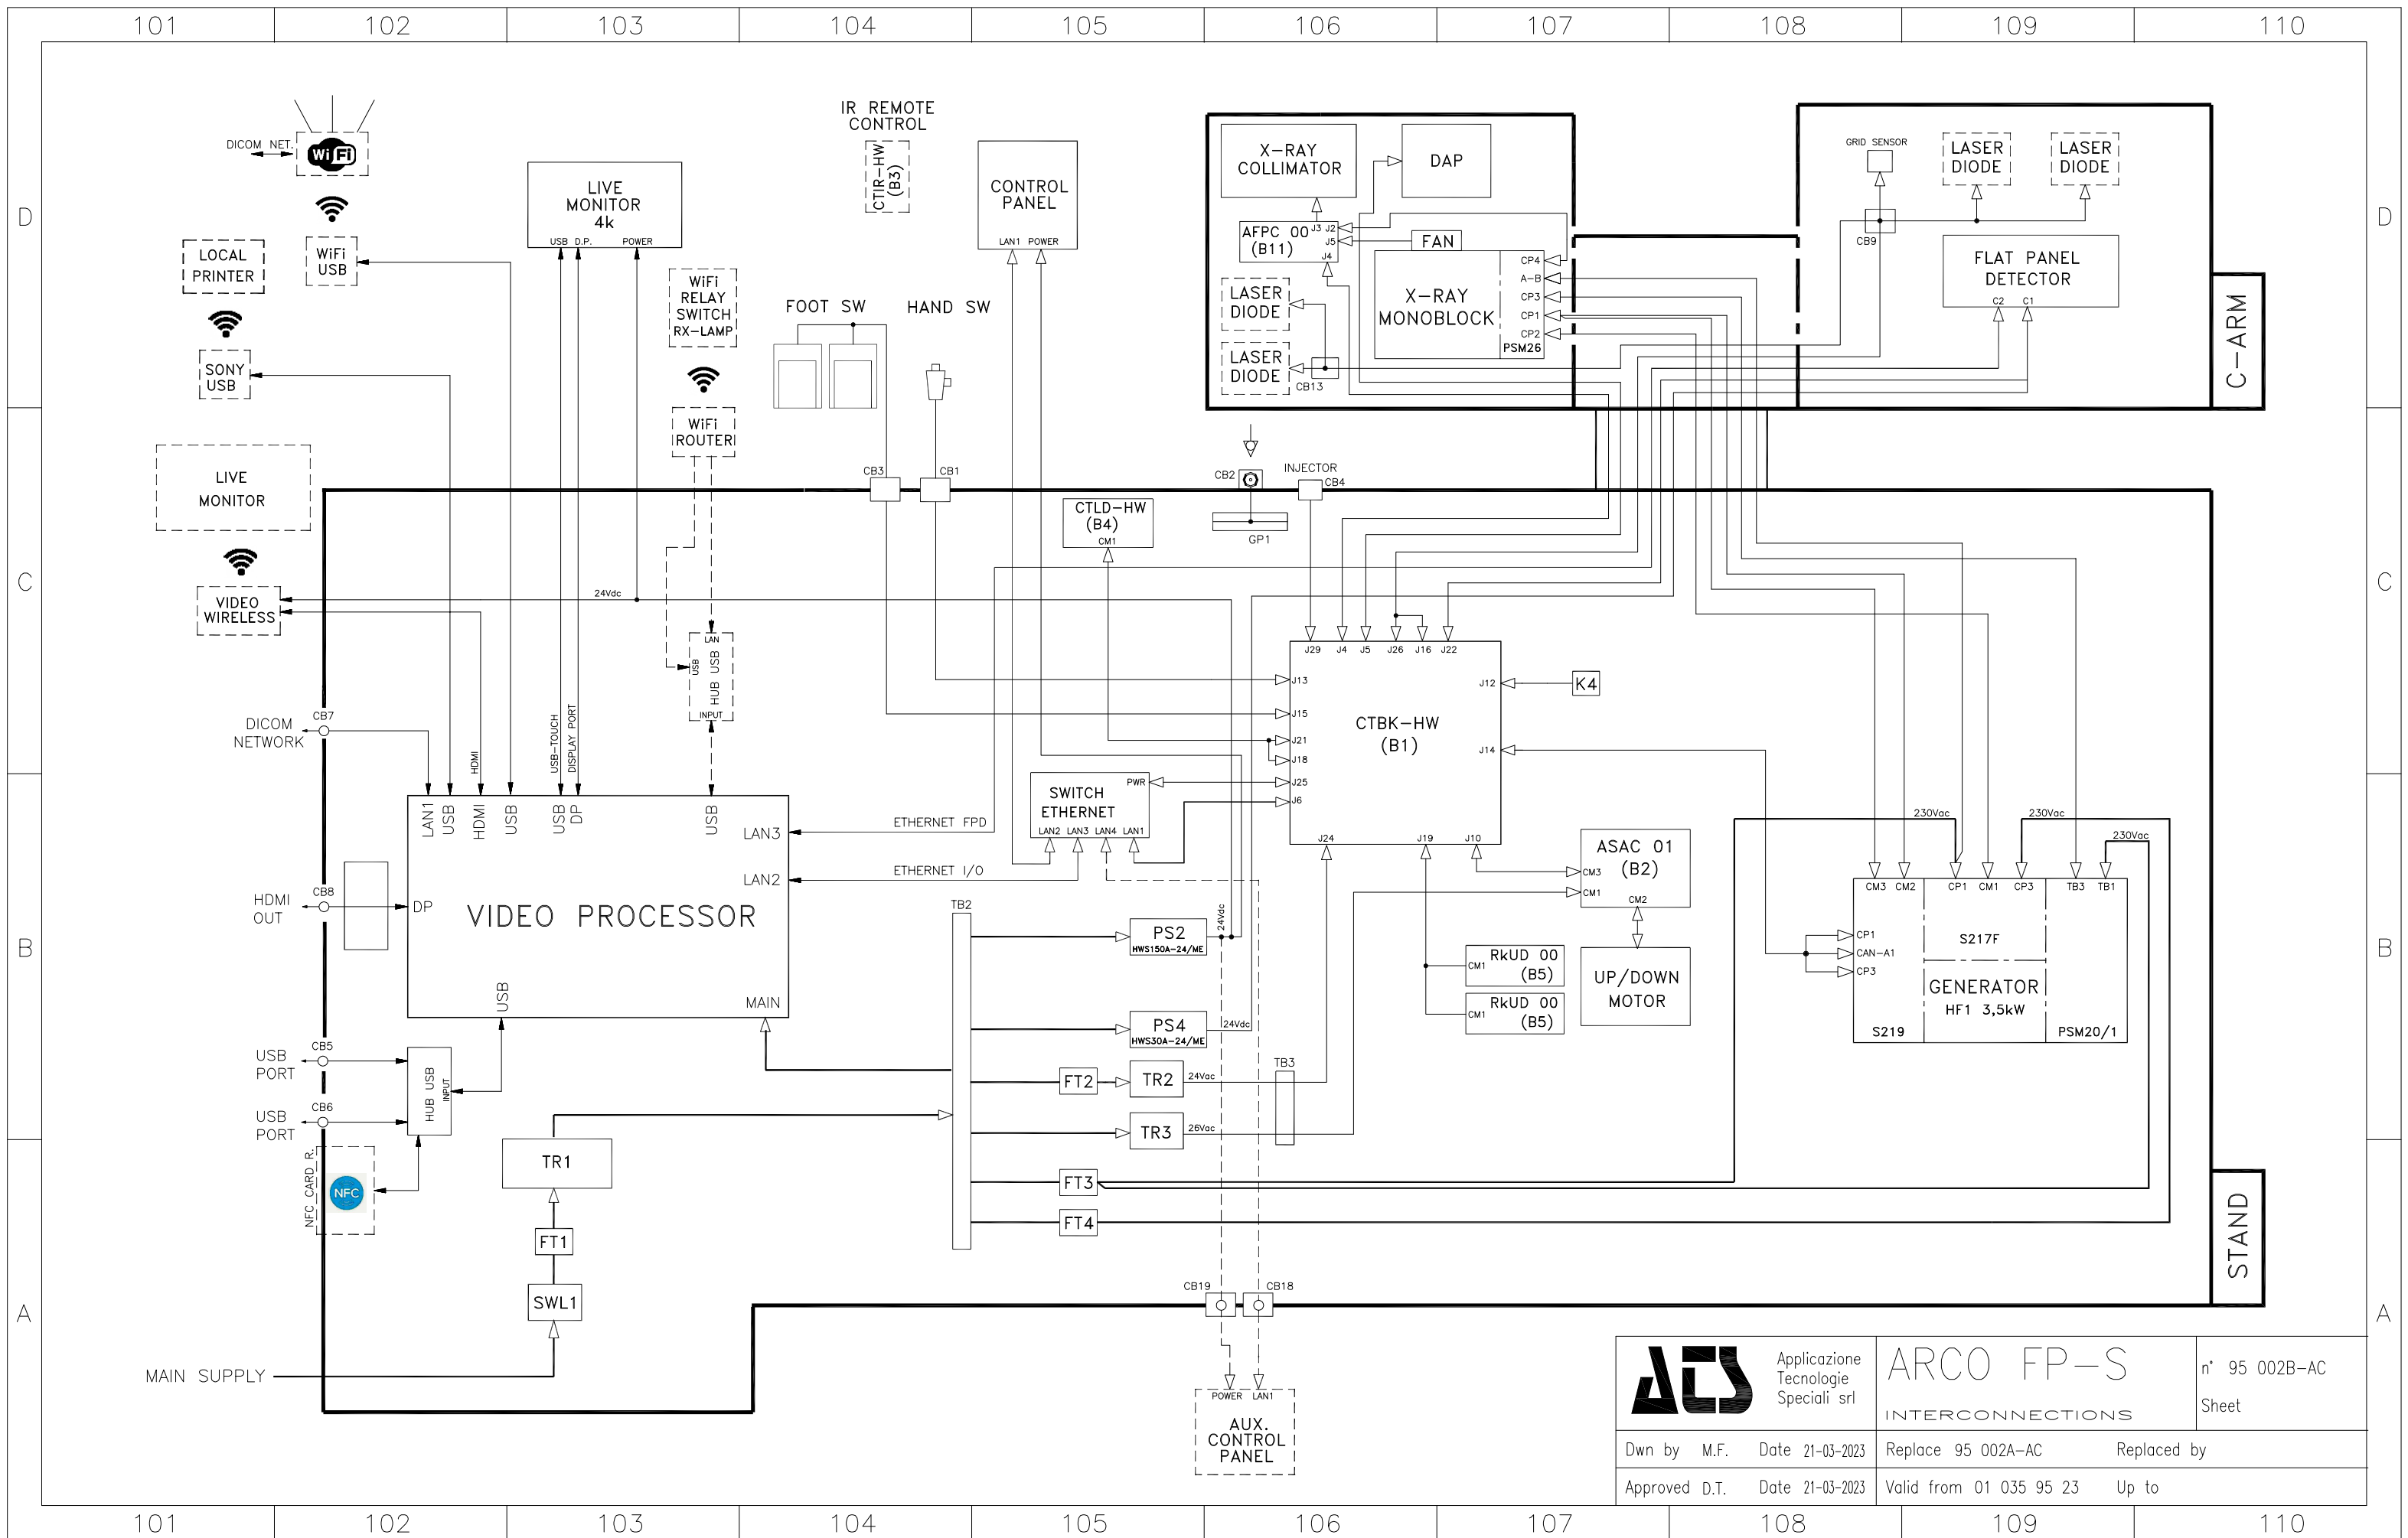 101 102 103 104 105 106 107 108 109 110
D
C
B
A
DICOM NET.
WiFi
WiFi
USB
LOCAL
PRINTER
SONY
USB
LIVE
MONITOR
VIDEO
WIRELESS
LIVE
MONITOR
4k
USB D.P. POWER
WiFi
RELAY
SWITCH
RX-LAMP
WiFi
ROUTER
IR REMOTE
CONTROL
CTIR-HW
(B3)
FOOT SW
HAND SW
CONTROL
PANEL
LAN1 POWER
CB3
CB1
X-RAY
COLLIMATOR
DAP
AFPC 00
(B11)
J3 J2
J5
J4
FAN
X-RAY
MONOBLOCK
CP4
A-B
CP3
CP1
CP2
PSM26
LASER
DIODE
LASER
DIODE
CB13
GRID SENSOR
CB9
LASER
DIODE
LASER
DIODE
FLAT PANEL
DETECTOR
C2 C1
C-ARM
CB2
GP1
INJECTOR
CB4
CTLD-HW
(B4)
CM1
24Vdc
LAN
USB
HUB USB
INPUT
USB-TOUCH
DISPLAY PORT
HDMI
CB7
DICOM
NETWORK
J29 J4 J5 J26 J16 J22
J13
J15
J21
J18
J25
J6
J12
J14
J24 J19 J10
CTBK-HW
(B1)
K4
SWITCH
ETHERNET
PWR
LAN2 LAN3 LAN4 LAN1
LAN1
USB
HDMI
USB
USB
DP
USB
LAN3
LAN2
ETHERNET FPD
ETHERNET I/O
DP
VIDEO PROCESSOR
USB
MAIN
CB8
HDMI
OUT
CB5
USB
PORT
CB6
USB
PORT
HUB USB
INPUT
NFC CARD R.
NFC
TB2
PS2
HWS150A-24/ME
24Vdc
PS4
HWS30A-24/ME
24Vdc
FT2
TR2
24Vac
TB3
TR3
26Vac
FT3
FT4
TR1
FT1
SWL1
MAIN SUPPLY
ASAC 01
(B2)
CM3
CM1
CM2
UP/DOWN
MOTOR
RkUD 00
(B5)
CM1
RkUD 00
(B5)
CM1
230Vac
230Vac
230Vac
CM3 CM2 CP1 CM1 CP3 TB3 TB1
CP1
CAN-A1
CP3
S217F
GENERATOR
HF1 3,5kW
S219
PSM20/1
STAND
CB19
CB18
POWER LAN1
AUX.
CONTROL
PANEL
ATS
Applicazione
Tecnologie
Speciali srl
ARCO FP-S
INTERCONNECTIONS
n° 95 002B-AC
Sheet
Dwn by M.F. Date 21-03-2023
Replace 95 002A-AC Replaced by
Approved D.T. Date 21-03-2023
Valid from 01 035 95 23 Up to
D
C
B
A
101 102 103 104 105 106 107 108 109 110